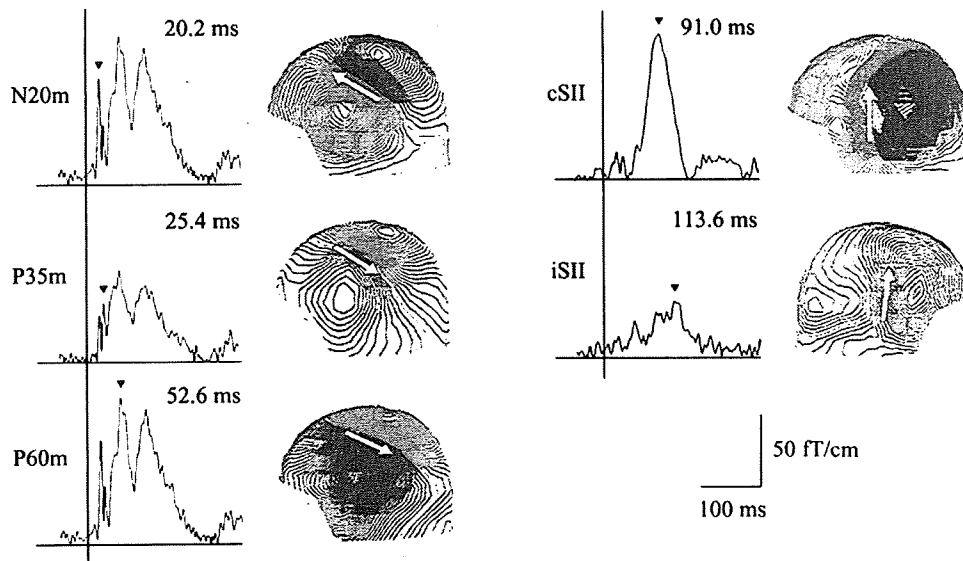 20.2 ms
N20m
25.4 ms
P35m
52.6 ms
P60m
91.0 ms
cSII
113.6 ms
iSII
50 fT/cm
100 ms